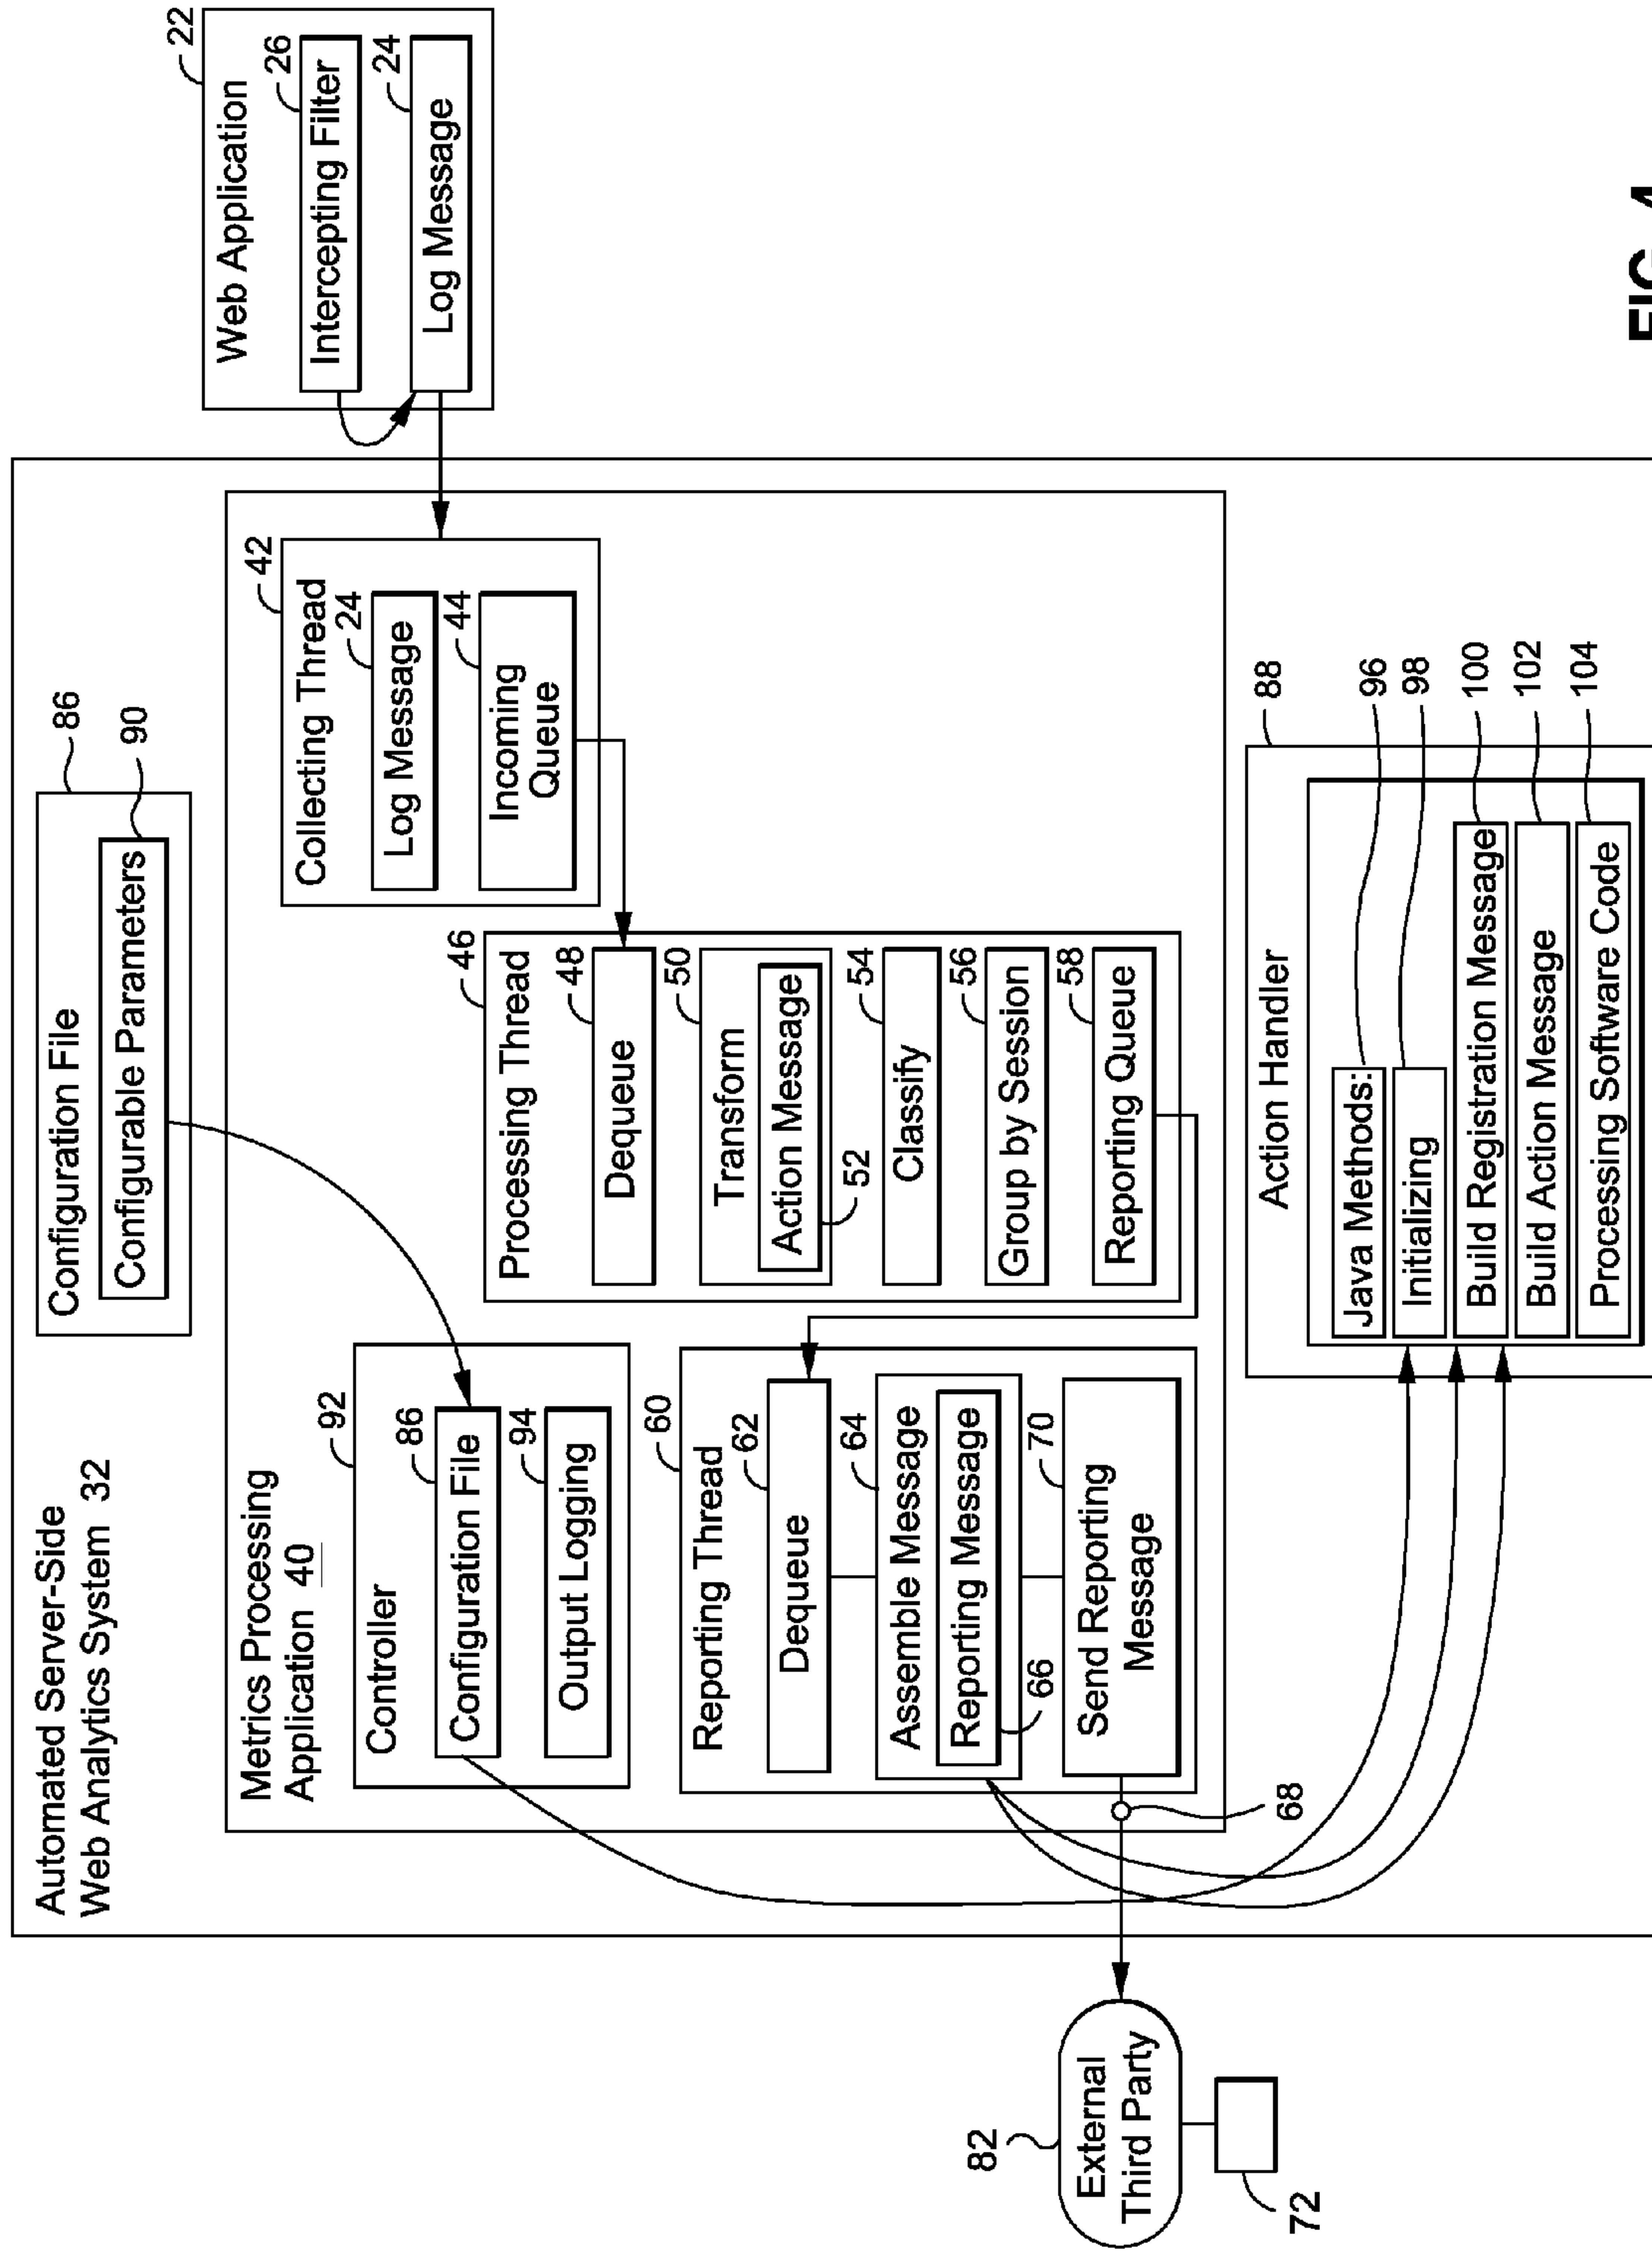 Automated Server-Side
Web Analytics System 32
Configuration File
86
Configurable Parameters
90
Web Application
22
Intercepting Filter
26
Log Message
24
Metrics Processing
Application 40
Controller
92
Configuration File
86
Output Logging
94
Collecting Thread
42
Log Message
24
Incoming
Queue
44
Processing Thread
46
Dequeue
48
Transform
50
Action Message
52
Classify
54
Group by Session
56
Reporting Queue
58
Reporting Thread
60
Dequeue
62
Assemble Message
64
Reporting Message
66
Send Reporting
Message
70
68
External
Third Party
82
72
Action Handler
88
Java Methods:
96
Initializing
98
Build Registration Message
100
Build Action Message
102
Processing Software Code
104